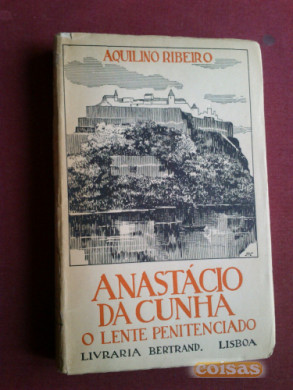 AQUILINO RIBEIRO
ANASTÁCIO
DA CUNHA
O LENTE PENITENCIADO
LIVRARIA BERTRAND. LISBOA
coisas